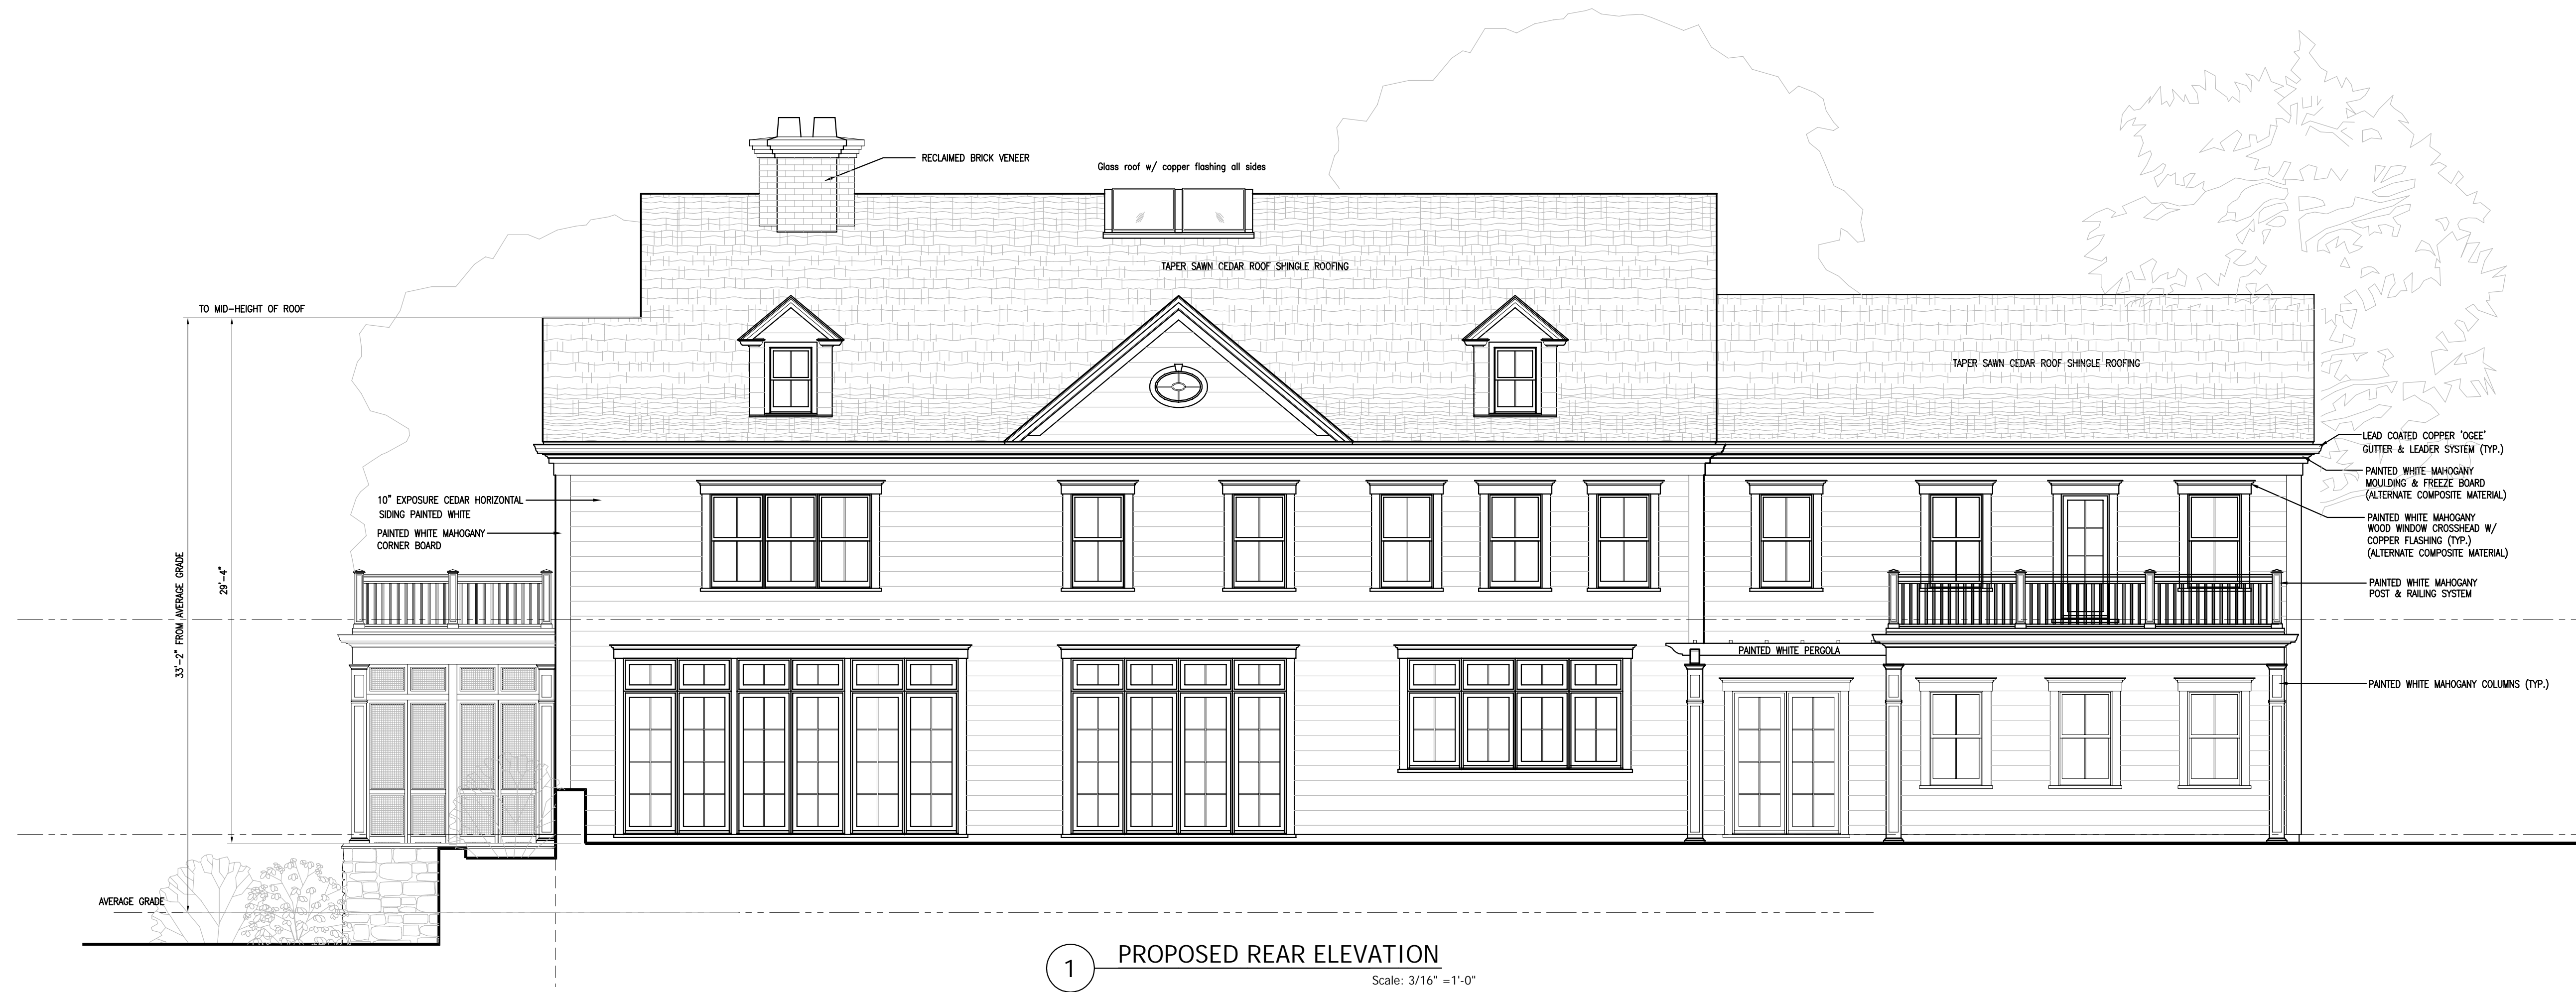 RECLAIMED BRICK VENEER
Glass roof w/ copper flashing all sides
TAPER SAWN CEDAR ROOF SHINGLE ROOFING
TO MID-HEIGHT OF ROOF
TAPER SAWN CEDAR ROOF SHINGLE ROOFING
LEAD COATED COPPER 'OGEE'
GUTTER & LEADER SYSTEM (TYP.)
PAINTED WHITE MAHOGANY
MOULDING & FREEZE BOARD
(ALTERNATE COMPOSITE MATERIAL)
10" EXPOSURE CEDAR HORIZONTAL
SIDING PAINTED WHITE
PAINTED WHITE MAHOGANY
CORNER BOARD
PAINTED WHITE MAHOGANY
WOOD WINDOW CROSSHEAD W/
COPPER FLASHING (TYP.)
(ALTERNATE COMPOSITE MATERIAL)
33'-2" FROM AVERAGE GRADE
29'-4"
PAINTED WHITE MAHOGANY
POST & RAILING SYSTEM
PAINTED WHITE PERGOLA
PAINTED WHITE MAHOGANY COLUMNS (TYP.)
AVERAGE GRADE
1
PROPOSED REAR ELEVATION
Scale: 3/16" =1'-0"